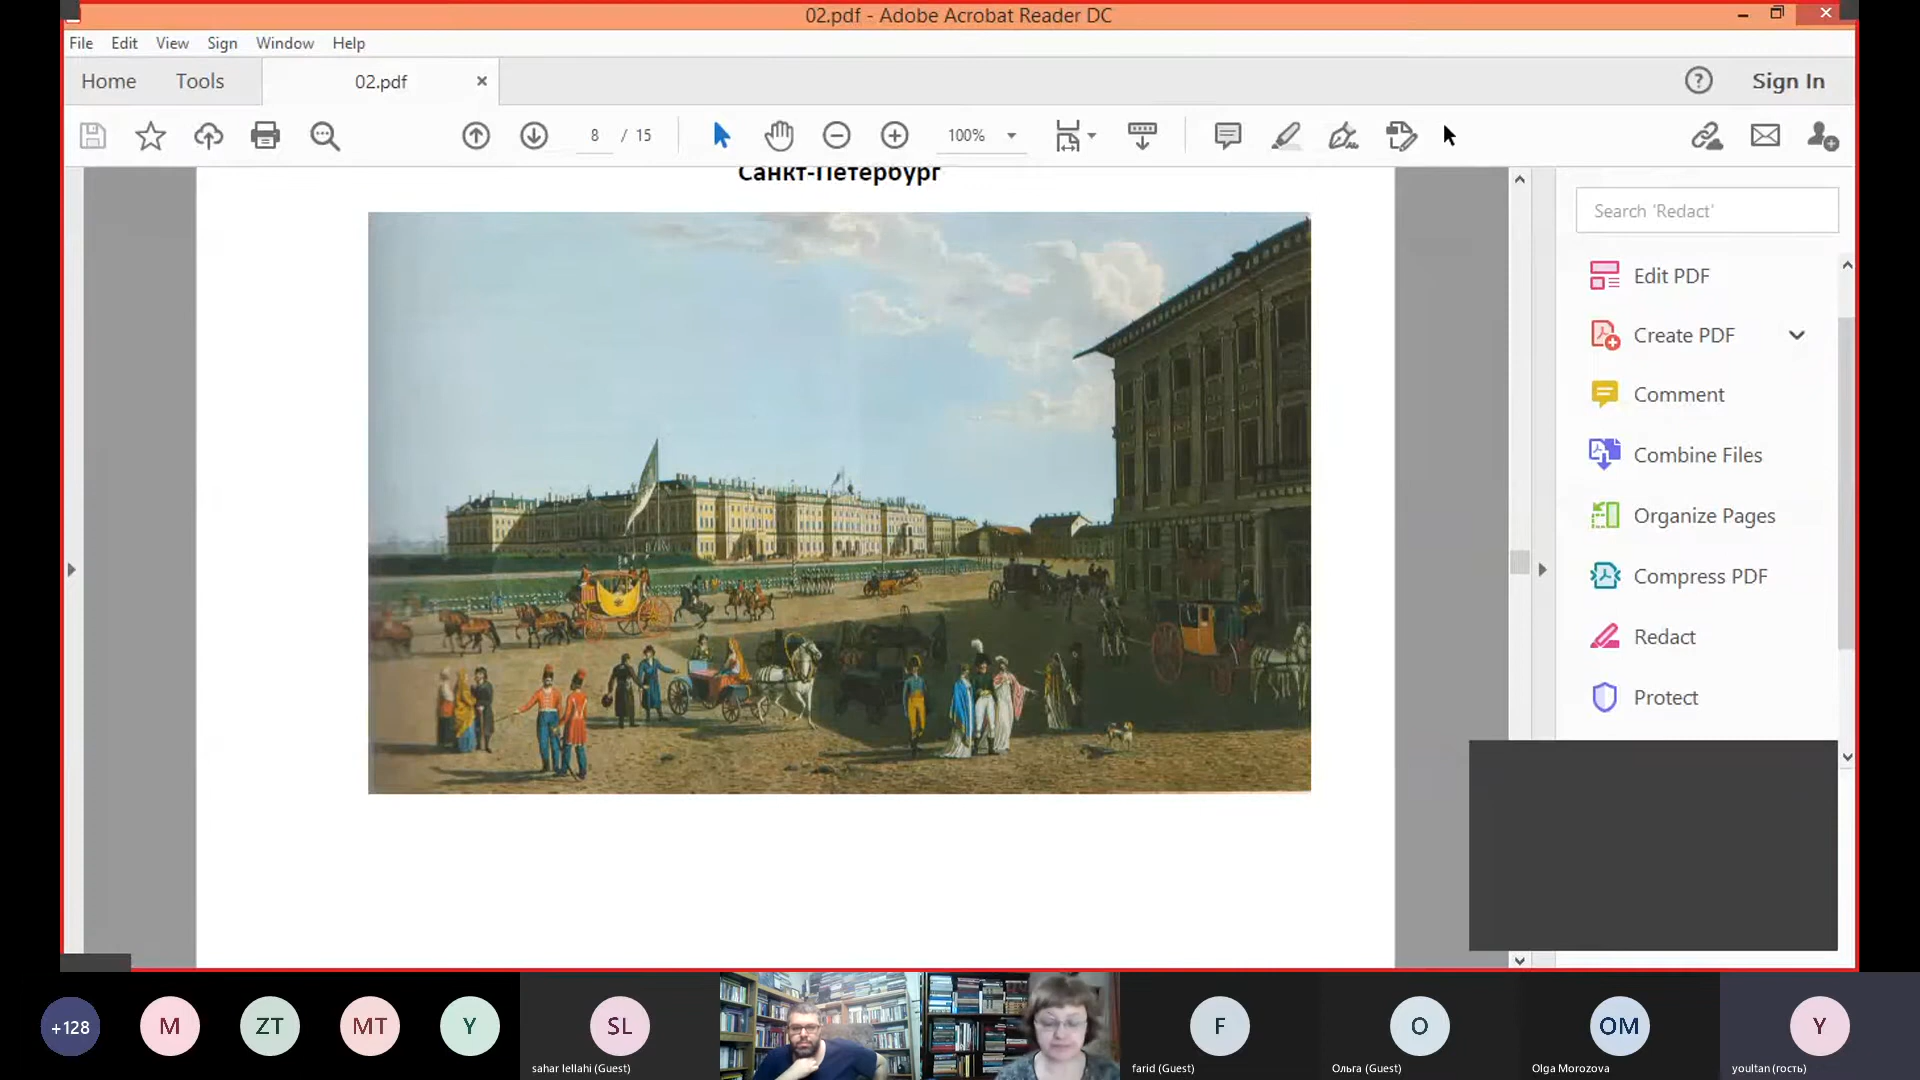 02.pdf - Adobe Acrobat Reader DC
File Edit View Sign Window Help
Home Tools 02.pdf Sign In
8 / 15 100%
Санкт-Петербург
Search 'Redact'
Edit PDF
Create PDF
Comment
Combine Files
Organize Pages
Compress PDF
Redact
Protect
+128 M ZT MT Y SL F O OM Y
sahar lellahi (Guest) farid (Guest) Ольга (Guest) Olga Morozova youltan (гость)